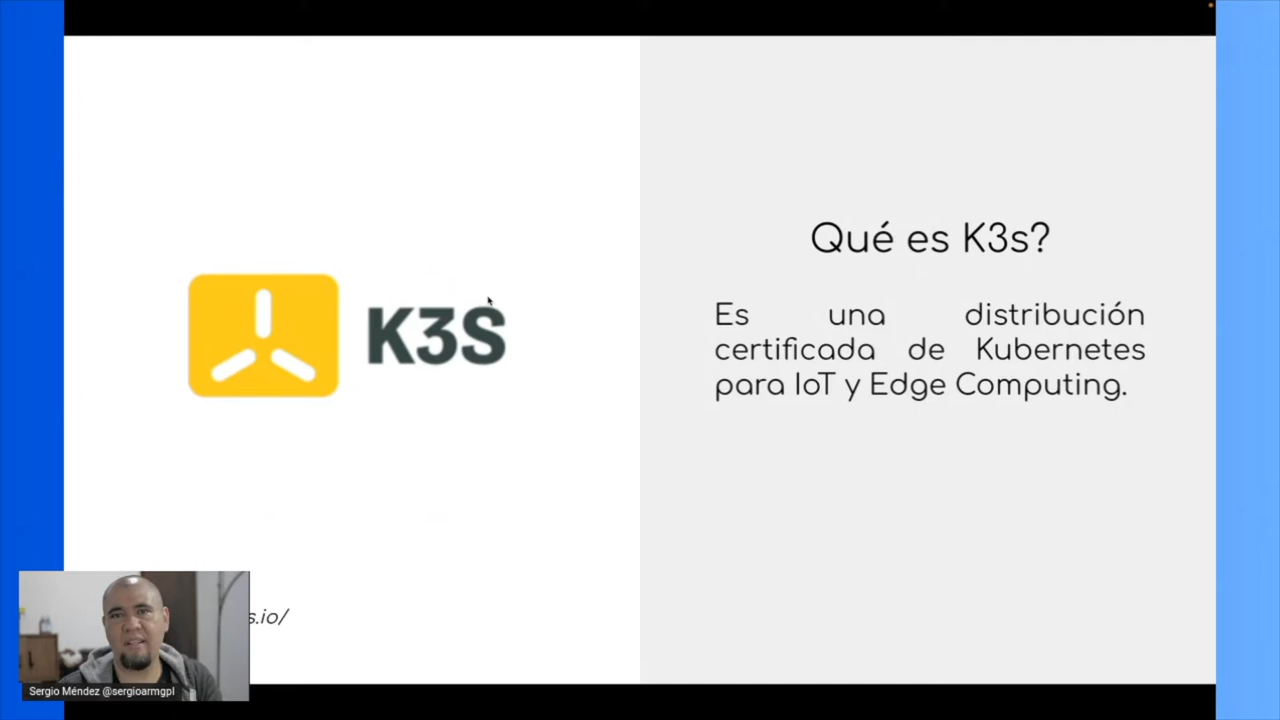 K3S
Qué es K3s?
Es una distribución
certificada de Kubernetes
para IoT y Edge Computing.
s.io/
Sergio Méndez @sergioarmgpl